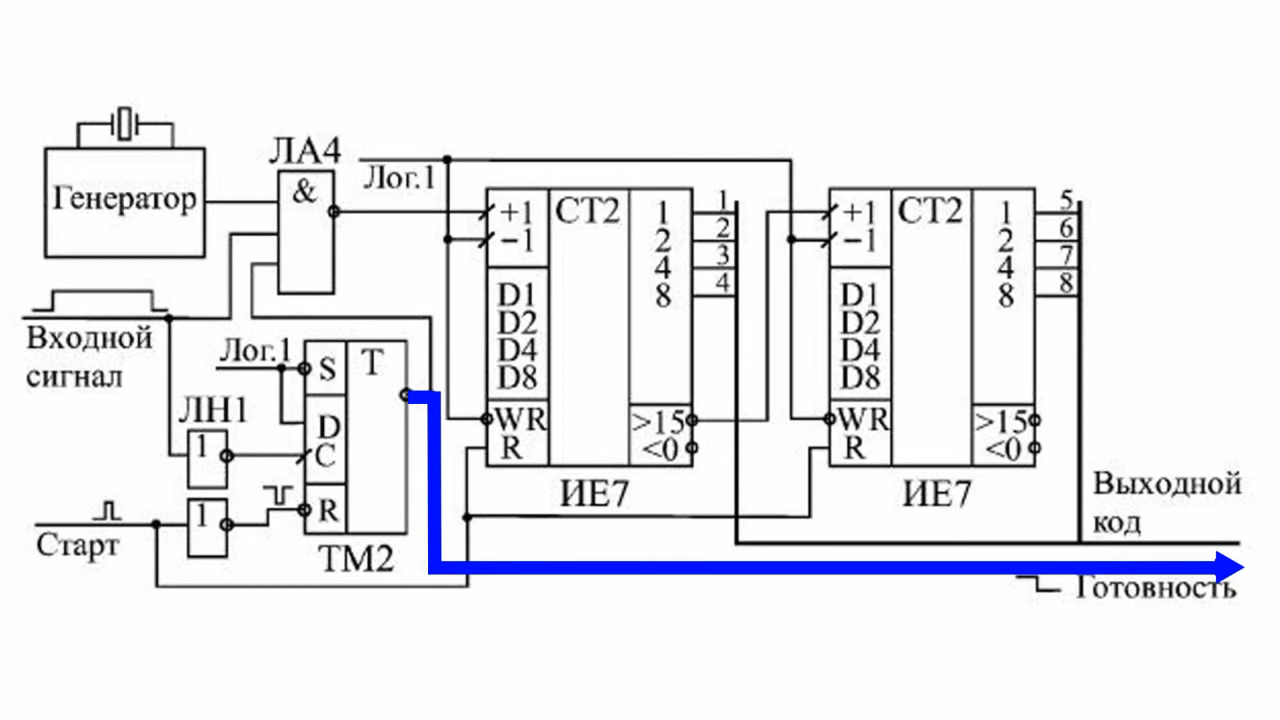 ЛА4
Генератор
&
Лог.1
+1
СТ2
1
1
−1
2
2
4
3
8
4
D1
D2
D4
D8
WR
>15
R
<0
ИЕ7
+1
СТ2
1
5
−1
2
6
4
7
8
8
D1
D2
D4
D8
WR
>15
R
<0
ИЕ7
Входной
сигнал
Лог.1
S
T
D
C
R
ТМ2
ЛН1
1
1
Старт
Выходной
код
Готовность